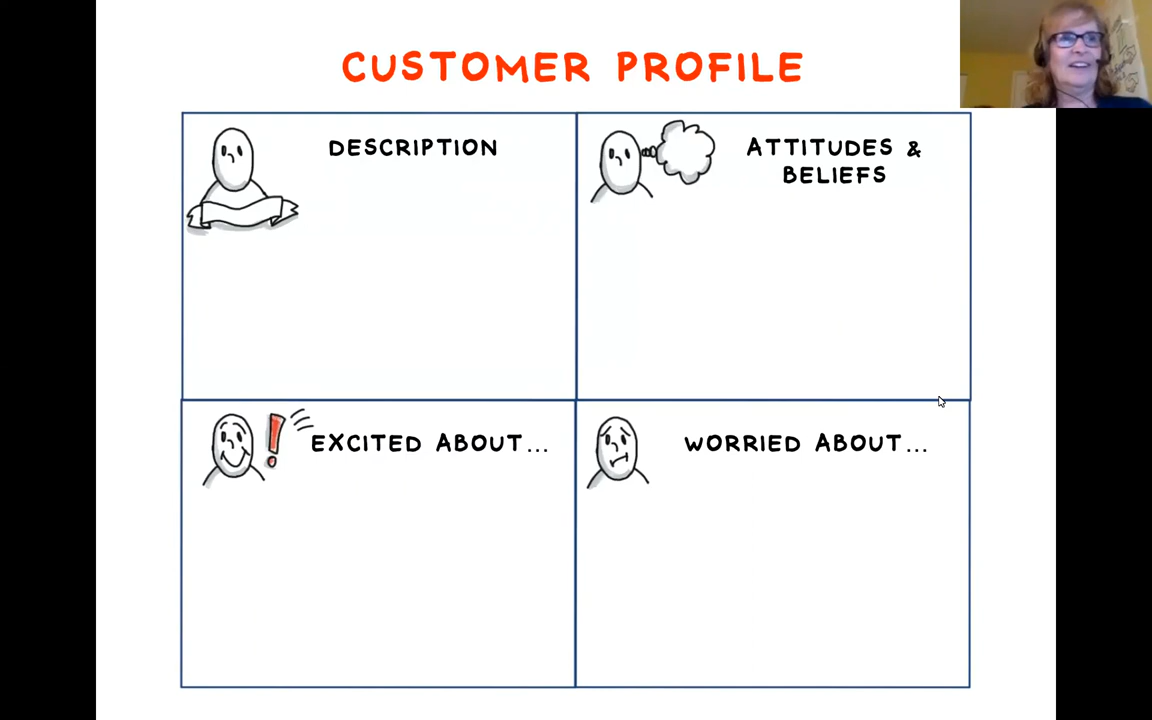 CUSTOMER PROFILE
DESCRIPTION
ATTITUDES &
BELIEFS
EXCITED ABOUT...
WORRIED ABOUT...